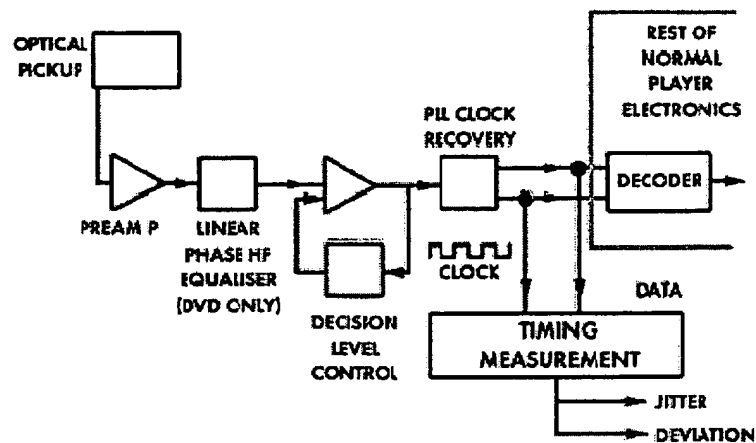 OPTICAL
PICKUP
REST OF
NORMAL
PLAYER
ELECTRONICS
PLL CLOCK
RECOVERY
DECODER
PREAM P
LINEAR
PHASE HF
EQUALISER
(DVD ONLY)
CLOCK
DECISION
LEVEL
CONTROL
DATA
TIMING
MEASUREMENT
JITTER
DEVIATION